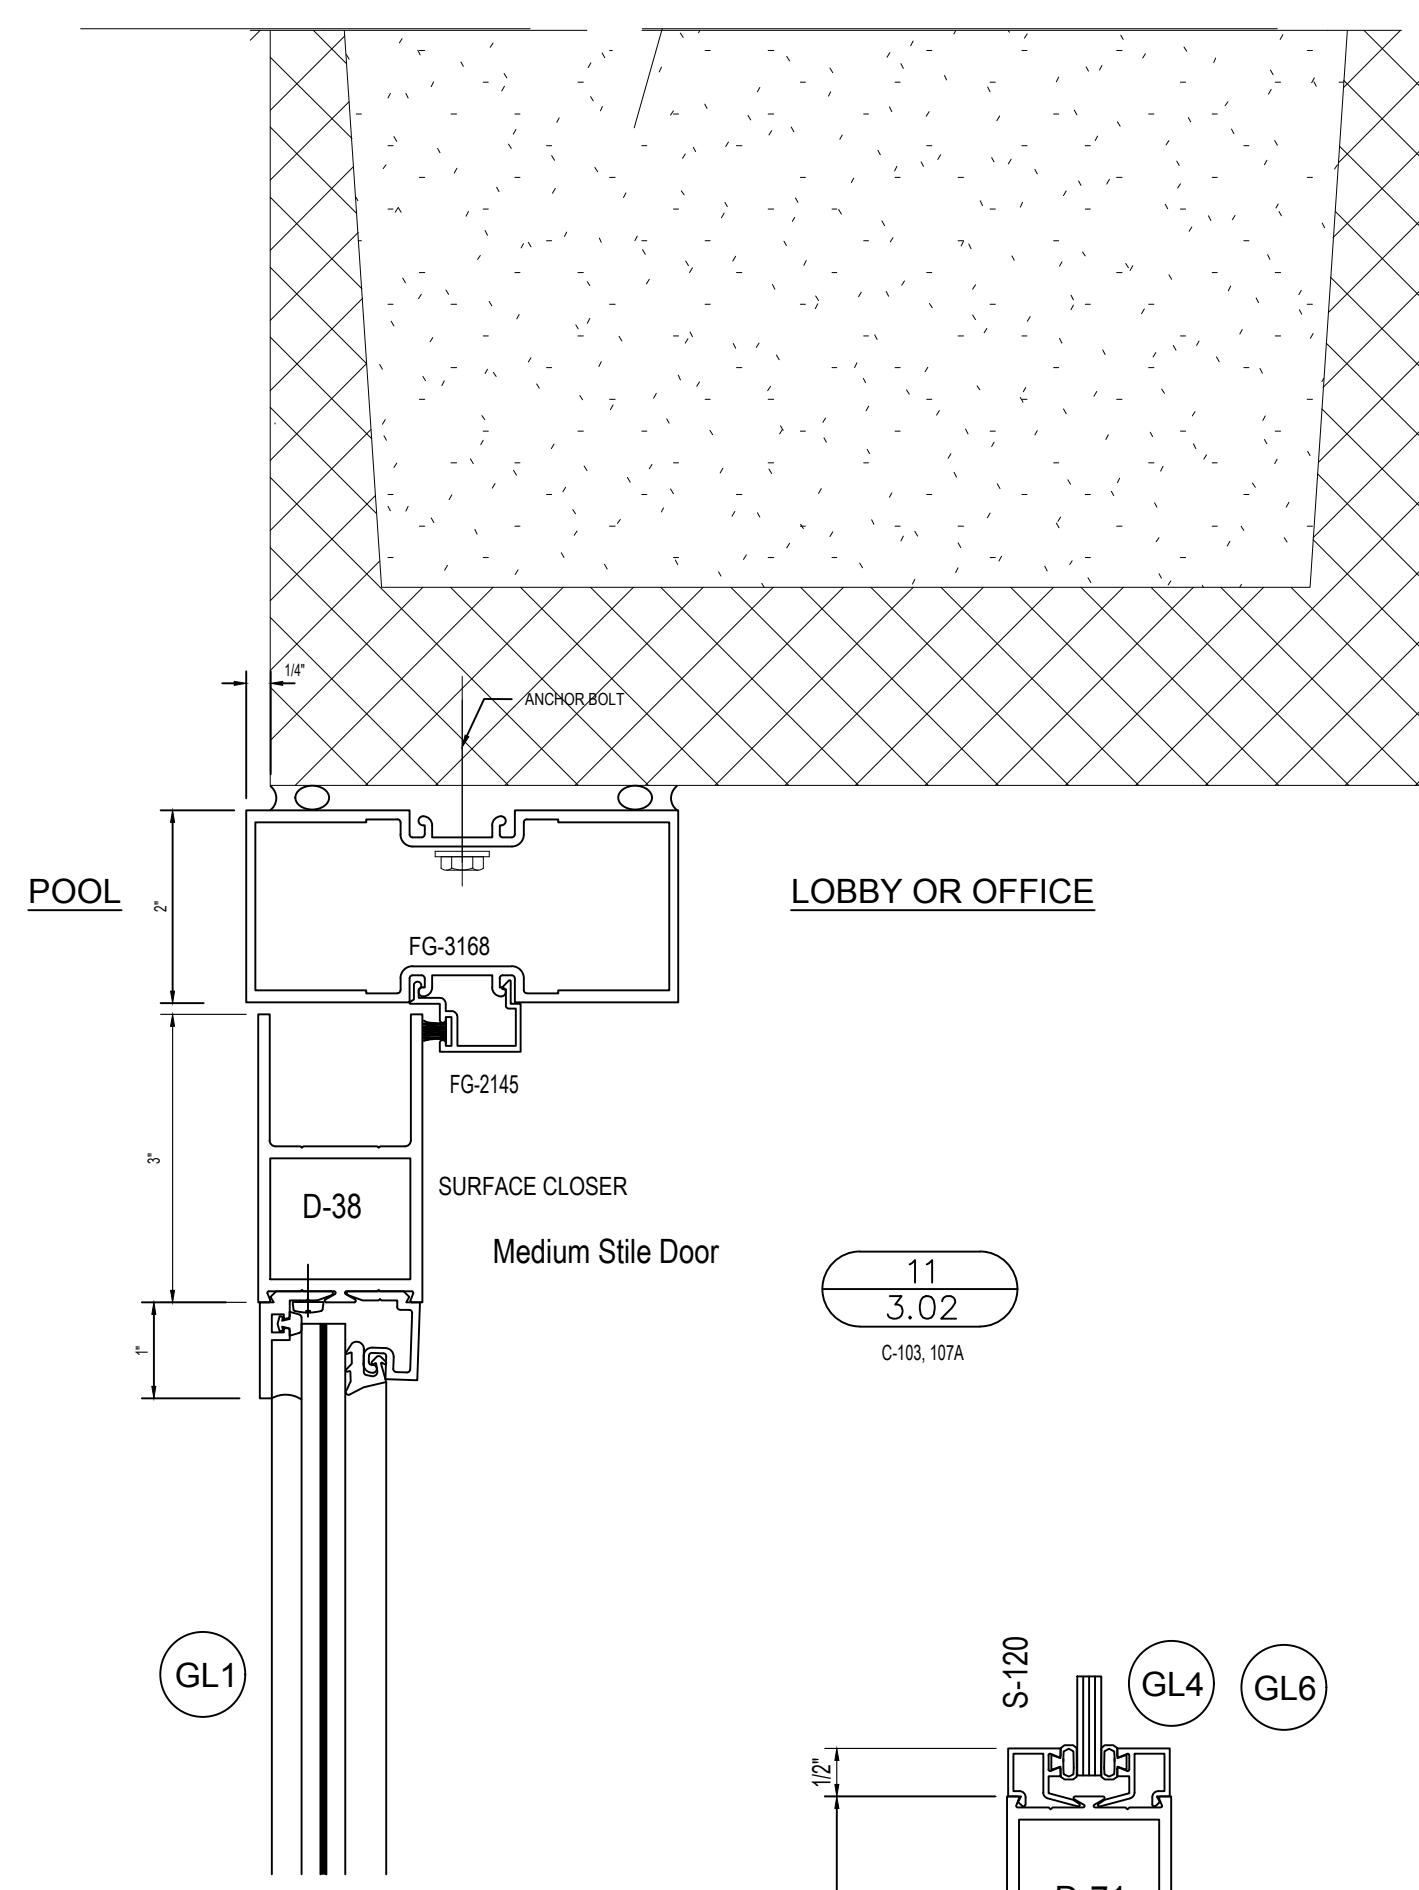 1/4"
ANCHOR BOLT
POOL
2"
LOBBY OR OFFICE
FG-3168
FG-2145
3"
SURFACE CLOSER
D-38
Medium Stile Door
11
3.02
1"
C-103, 107A
GL1
S-120
GL4
GL6
1/2"